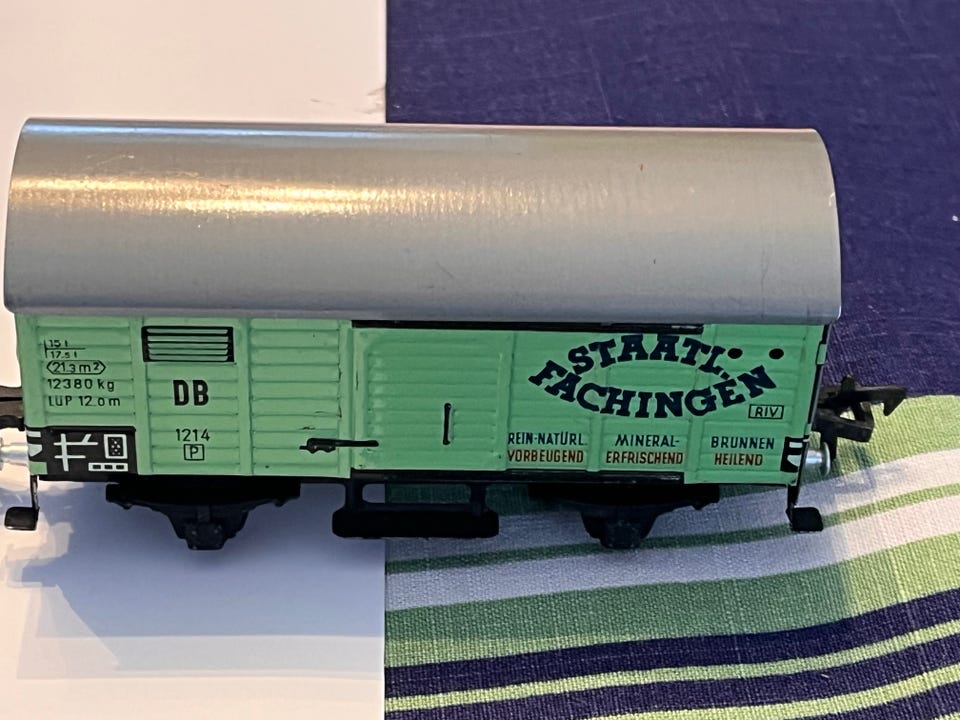 15 t
17.5 t
21.3 m2
12380 kg
LÜP 12.0 m
DB
1214
P
STAATL.
FACHINGEN
RIV
REIN-NATÜRL. MINERAL- BRUNNEN
VORBEUGEND ERFRISCHEND HEILEND